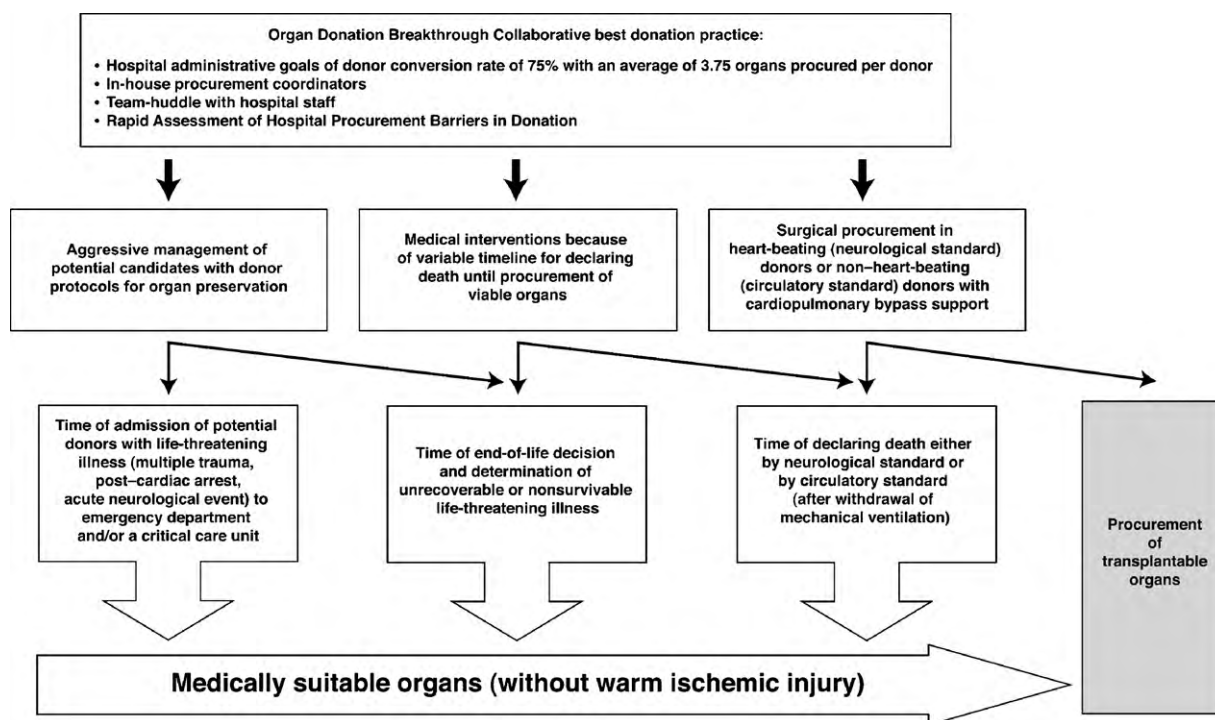 Organ Donation Breakthrough Collaborative best donation practice:
• Hospital administrative goals of donor conversion rate of 75% with an average of 3.75 organs procured per donor
• In-house procurement coordinators
• Team-huddle with hospital staff
• Rapid Assessment of Hospital Procurement Barriers in Donation
Aggressive management of
potential candidates with donor
protocols for organ preservation
Medical interventions because
of variable timeline for declaring
death until procurement of
viable organs
Surgical procurement in
heart-beating (neurological standard)
donors or non–heart-beating
(circulatory standard) donors with
cardiopulmonary bypass support
Time of admission of potential
donors with life-threatening
illness (multiple trauma,
post–cardiac arrest,
acute neurological event) to
emergency department
and/or a critical care unit
Time of end-of-life decision
and determination of
unrecoverable or nonsurvivable
life-threatening illness
Time of declaring death either
by neurological standard or
by circulatory standard
(after withdrawal of
mechanical ventilation)
Procurement
of
transplantable
organs
Medically suitable organs (without warm ischemic injury)